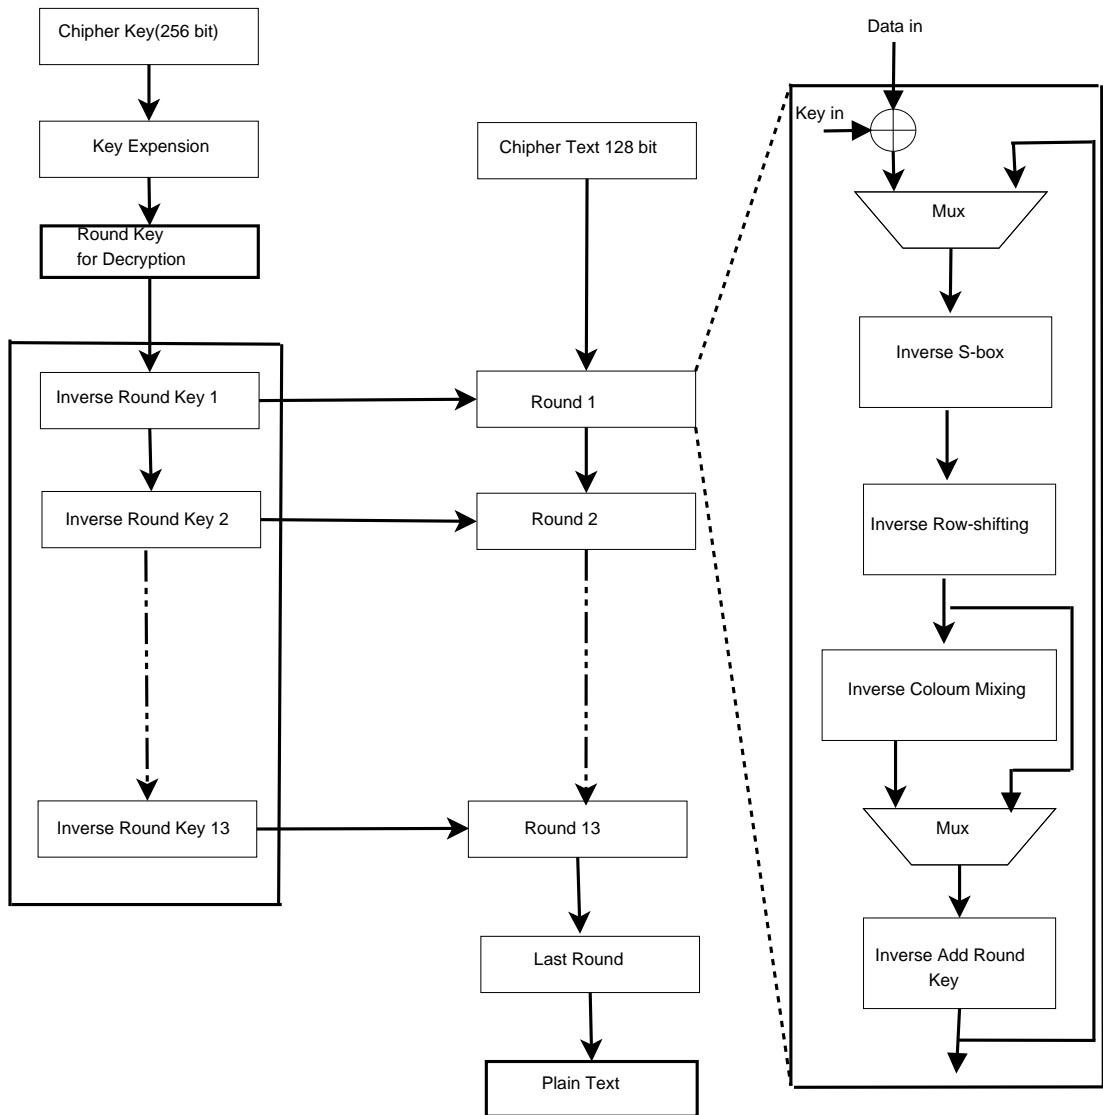 Chipher Key(256 bit)
Key Expension
Round Key
for Decryption
Inverse Round Key 1
Inverse Round Key 2
Inverse Round Key 13
Chipher Text 128 bit
Round 1
Round 2
Round 13
Last Round
Plain Text
Data in
Key in
Mux
Inverse S-box
Inverse Row-shifting
Inverse Coloum Mixing
Mux
Inverse Add Round
Key